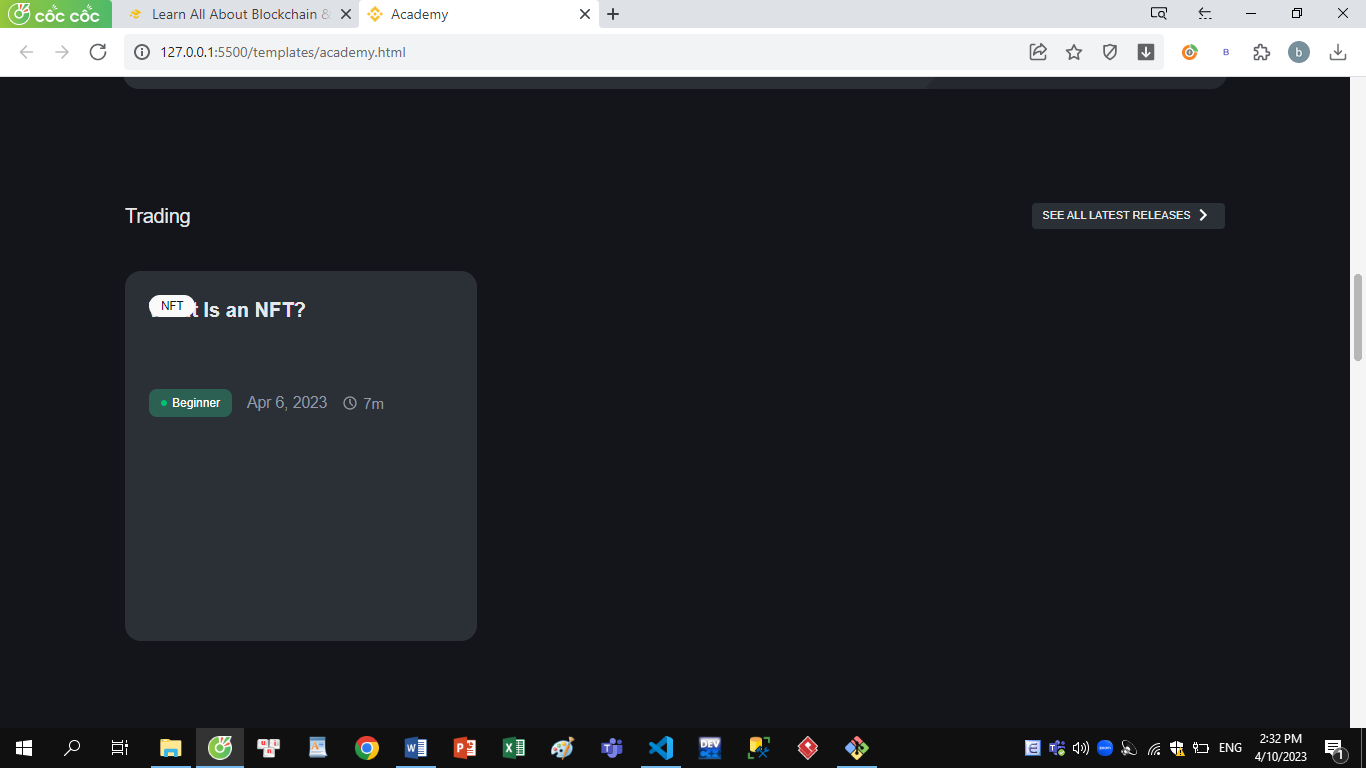 cốc cốc
Learn All About Blockchain &
Academy
127.0.0.1:5500/templates/academy.html
B
b
Trading
SEE ALL LATEST RELEASES
NFT
t Is an NFT?
Beginner
Apr 6, 2023
7m
DEV
ENG
2:32 PM
4/10/2023
1